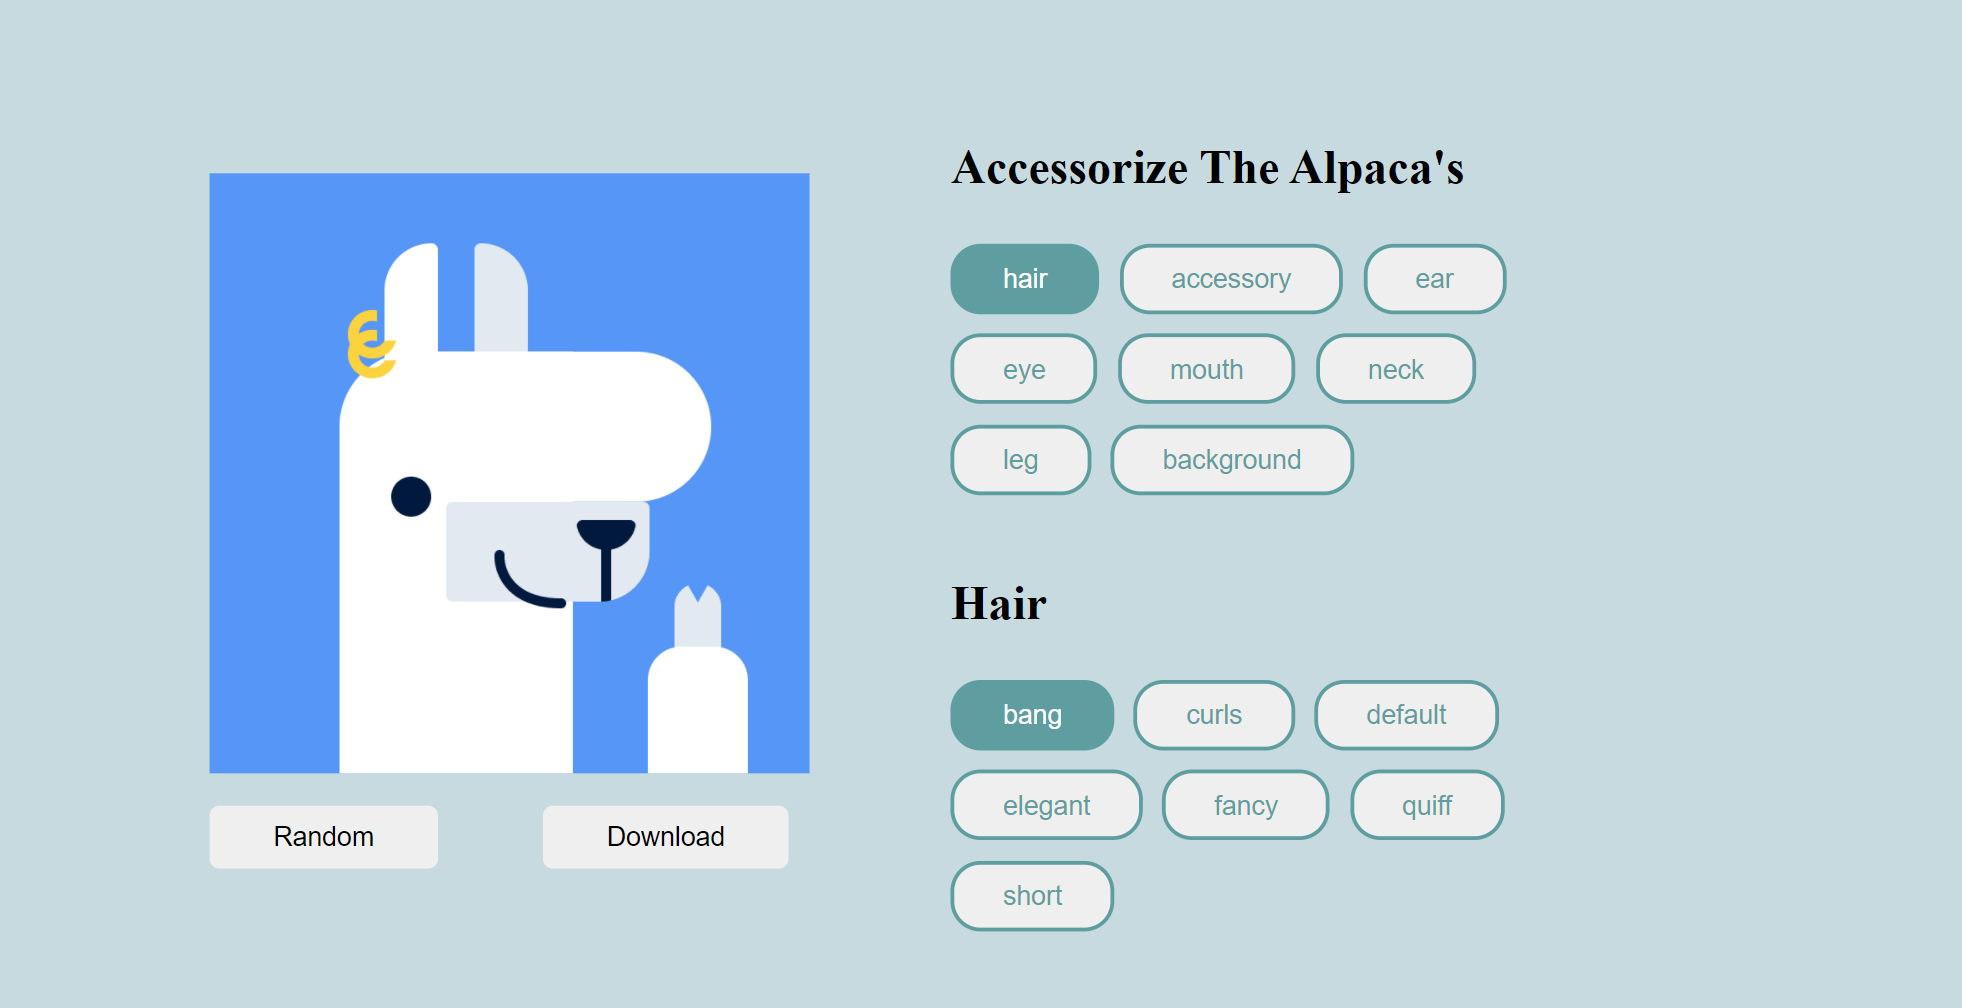 Accessorize The Alpaca's
hair accessory ear
eye mouth neck
leg background
Hair
bang curls default
elegant fancy quiff
short
Random Download